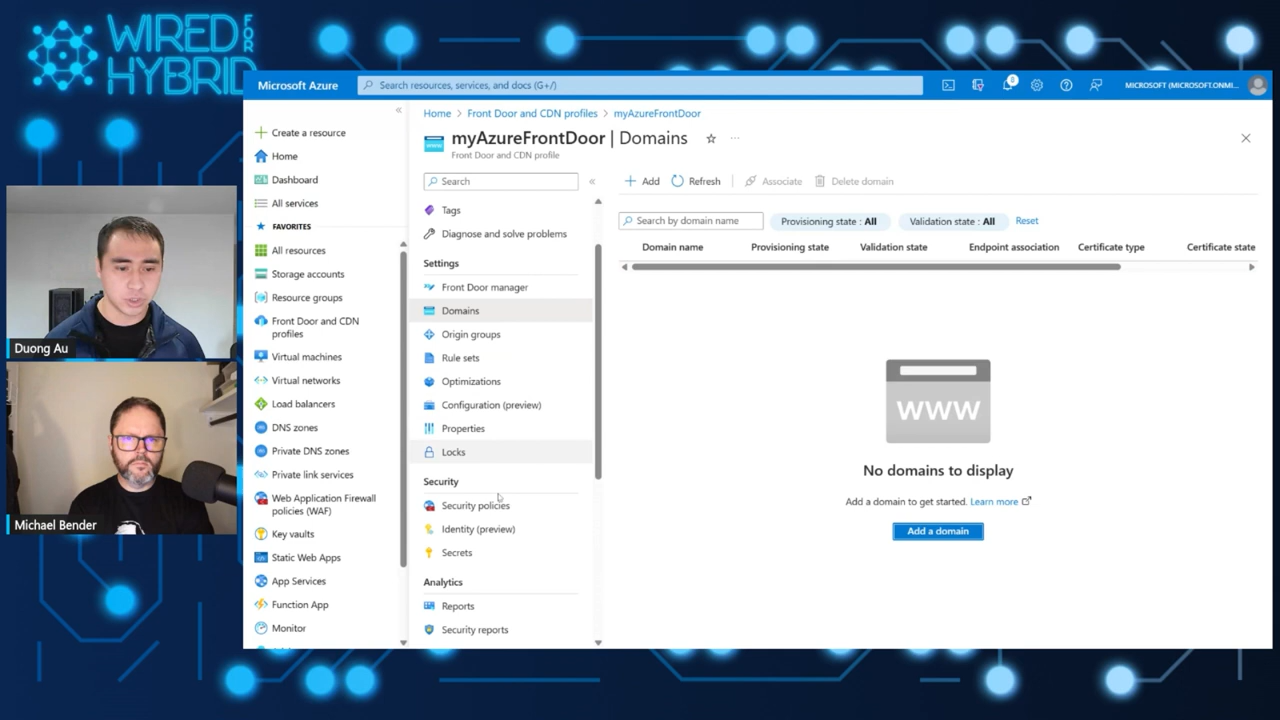 WIRED FOR
HYBRID
Microsoft Azure
Search resources, services, and docs (G+/)
8
MICROSOFT (MICROSOFT.ONMI...
Create a resource
Home
Dashboard
All services
FAVORITES
All resources
Storage accounts
Resource groups
Front Door and CDN
profiles
Virtual machines
Virtual networks
Load balancers
DNS zones
Private DNS zones
Private link services
Web Application Firewall
policies (WAF)
Key vaults
Static Web Apps
App Services
Function App
Monitor
Home > Front Door and CDN profiles > myAzureFrontDoor
myAzureFrontDoor | Domains
Front Door and CDN profile
Search
Tags
Diagnose and solve problems
Settings
Front Door manager
Domains
Origin groups
Rule sets
Optimizations
Configuration (preview)
Properties
Locks
Security
Security policies
Identity (preview)
Secrets
Analytics
Reports
Security reports
Add Refresh Associate Delete domain
Search by domain name Provisioning state : All Validation state : All Reset
Domain name Provisioning state Validation state Endpoint association Certificate type Certificate state
www
No domains to display
Add a domain to get started. Learn more
Add a domain
Duong Au
Michael Bender